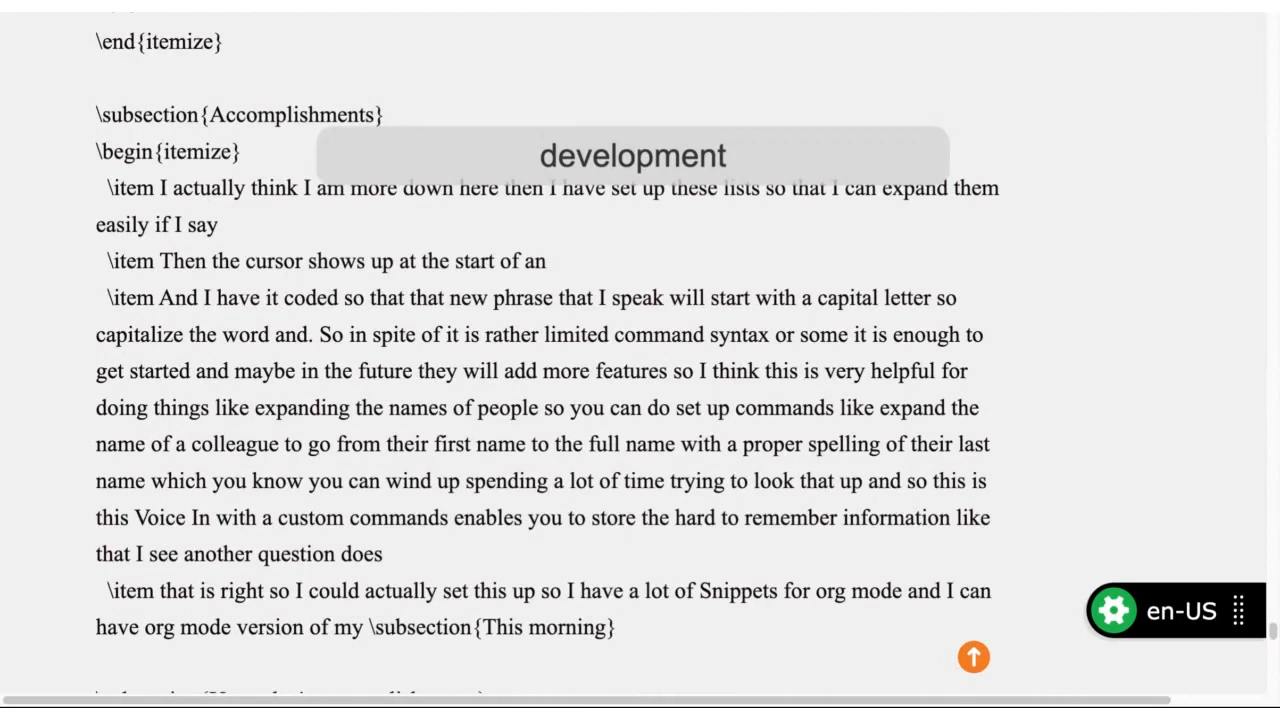 \end{itemize}
\subsection{Accomplishments}
\begin{itemize}
development
\item I actually think I am more down here then I have set up these lists so that I can expand them
easily if I say
\item Then the cursor shows up at the start of an
\item And I have it coded so that that new phrase that I speak will start with a capital letter so
capitalize the word and. So in spite of it is rather limited command syntax or some it is enough to
get started and maybe in the future they will add more features so I think this is very helpful for
doing things like expanding the names of people so you can do set up commands like expand the
name of a colleague to go from their first name to the full name with a proper spelling of their last
name which you know you can wind up spending a lot of time trying to look that up and so this is
this Voice In with a custom commands enables you to store the hard to remember information like
that I see another question does
\item that is right so I could actually set this up so I have a lot of Snippets for org mode and I can
have org mode version of my \subsection{This morning}
en-US